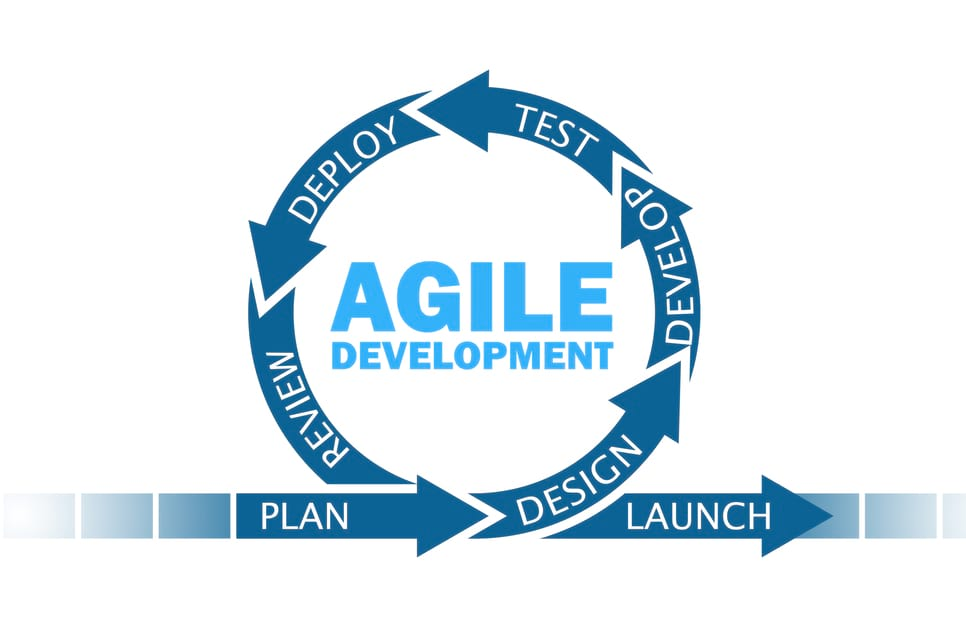 AGILE
DEVELOPMENT
PLAN
DESIGN
DEVELOP
TEST
DEPLOY
REVIEW
LAUNCH